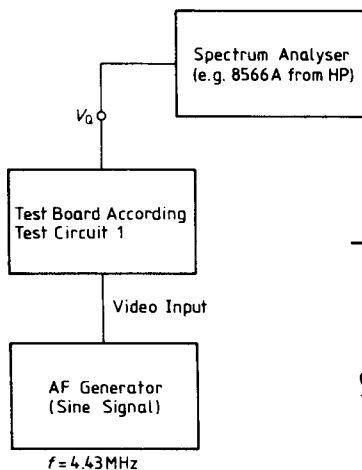 Spectrum Analyser
(e.g. 8566A from HP)
VQ
Test Board According
Test Circuit 1
Video Input
AF Generator
(Sine Signal)
f = 4.43 MHz